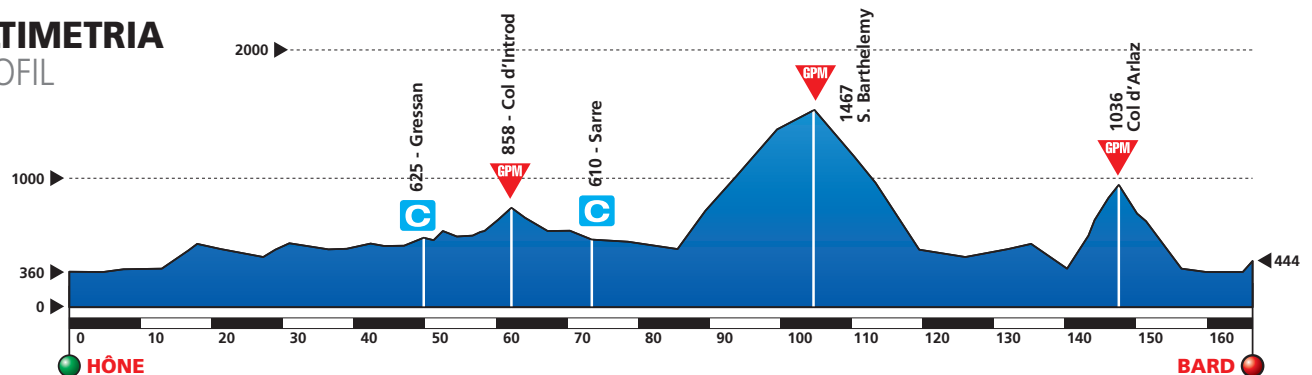 TIMETRIA
OFIL
2000
1000
360
0
625 - Gressan
C
858 - Col d'Introd
GPM
610 - Sarre
C
GPM
1467
S. Barthelemy
1036
Col d'Arlaz
GPM
444
0 10 20 30 40 50 60 70 80 90 100 110 120 130 140 150 160
HÔNE
BARD